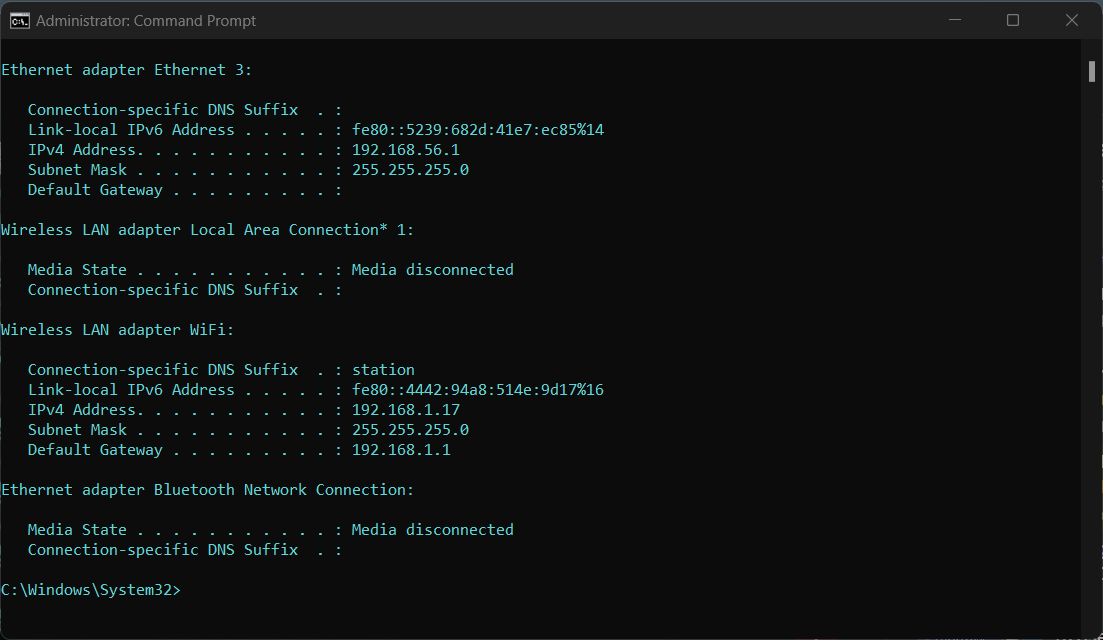 Administrator: Command Prompt
Ethernet adapter Ethernet 3:
Connection-specific DNS Suffix  . :
Link-local IPv6 Address . . . . . : fe80::5239:682d:41e7:ec85%14
IPv4 Address. . . . . . . . . . . : 192.168.56.1
Subnet Mask . . . . . . . . . . . : 255.255.255.0
Default Gateway . . . . . . . . . :
Wireless LAN adapter Local Area Connection* 1:
Media State . . . . . . . . . . . : Media disconnected
Connection-specific DNS Suffix  . :
Wireless LAN adapter WiFi:
Connection-specific DNS Suffix  . : station
Link-local IPv6 Address . . . . . : fe80::4442:94a8:514e:9d17%16
IPv4 Address. . . . . . . . . . . : 192.168.1.17
Subnet Mask . . . . . . . . . . . : 255.255.255.0
Default Gateway . . . . . . . . . : 192.168.1.1
Ethernet adapter Bluetooth Network Connection:
Media State . . . . . . . . . . . : Media disconnected
Connection-specific DNS Suffix  . :
C:\Windows\System32>